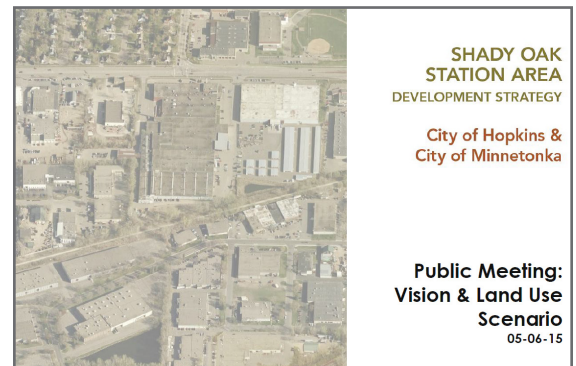 SHADY OAK
STATION AREA
DEVELOPMENT STRATEGY
City of Hopkins &
City of Minnetonka
Public Meeting:
Vision & Land Use
Scenario
05-06-15